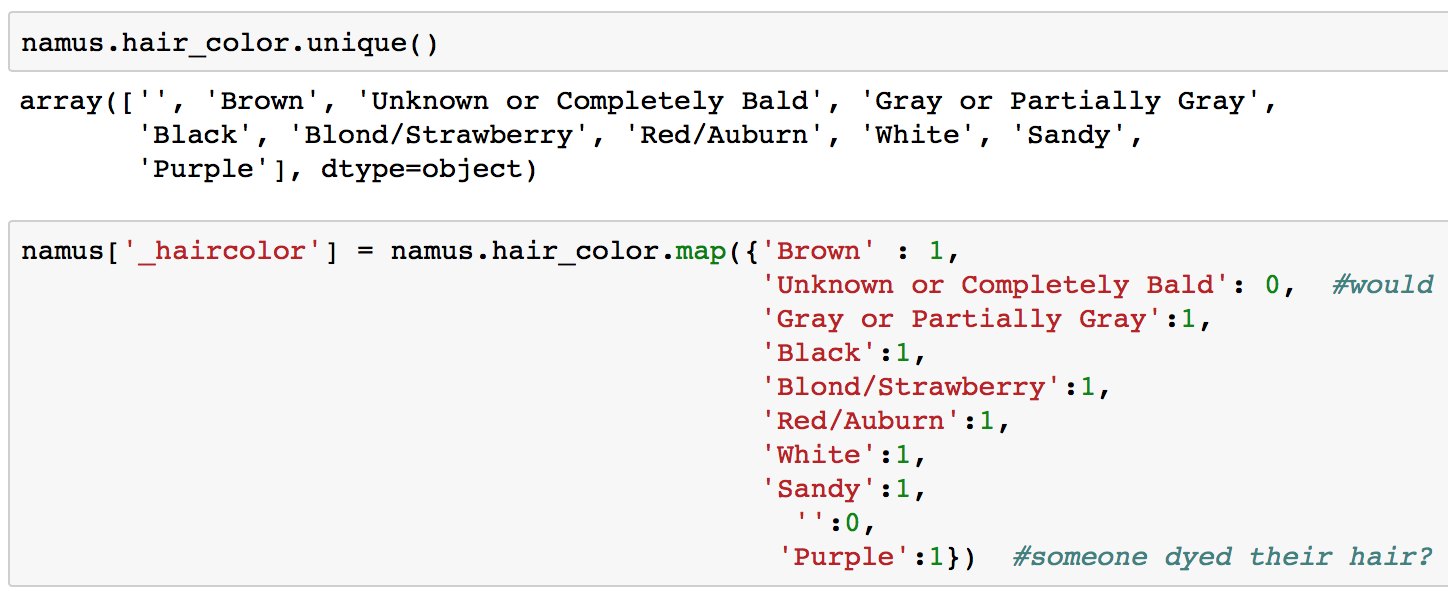 namus.hair_color.unique()
array(['', 'Brown', 'Unknown or Completely Bald', 'Gray or Partially Gray',
'Black', 'Blond/Strawberry', 'Red/Auburn', 'White', 'Sandy',
'Purple'], dtype=object)
namus['_haircolor'] = namus.hair_color.map({'Brown' : 1,
'Unknown or Completely Bald': 0, #would
'Gray or Partially Gray':1,
'Black':1,
'Blond/Strawberry':1,
'Red/Auburn':1,
'White':1,
'Sandy':1,
'':0,
'Purple':1}) #someone dyed their hair?